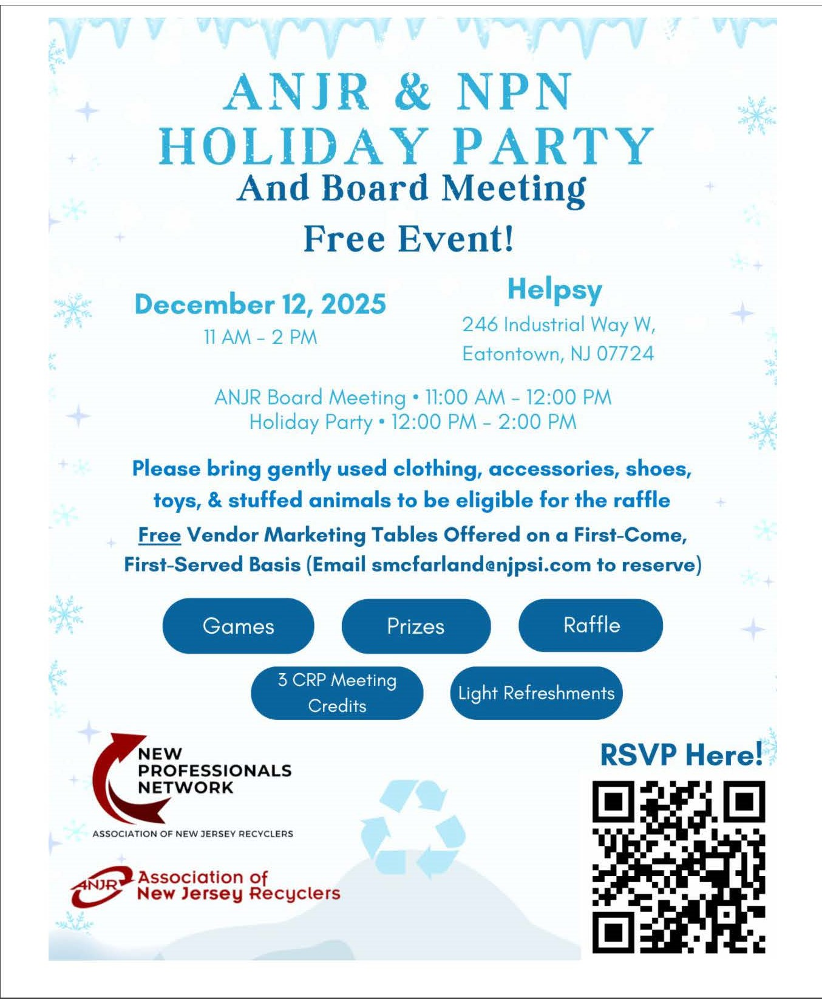 ANJR & NPN
HOLIDAY PARTY
And Board Meeting
Free Event!
December 12, 2025
11 AM - 2 PM
Helpsy
246 Industrial Way W,
Eatontown, NJ 07724
ANJR Board Meeting • 11:00 AM - 12:00 PM
Holiday Party • 12:00 PM - 2:00 PM
Please bring gently used clothing, accessories, shoes,
toys, & stuffed animals to be eligible for the raffle
Free Vendor Marketing Tables Offered on a First-Come,
First-Served Basis (Email smcfarland@njpsi.com to reserve)
Games
Prizes
Raffle
3 CRP Meeting
Credits
Light Refreshments
NEW
PROFESSIONALS
NETWORK
ASSOCIATION OF NEW JERSEY RECYCLERS
ANJR
Association of
New Jersey Recyclers
RSVP Here!